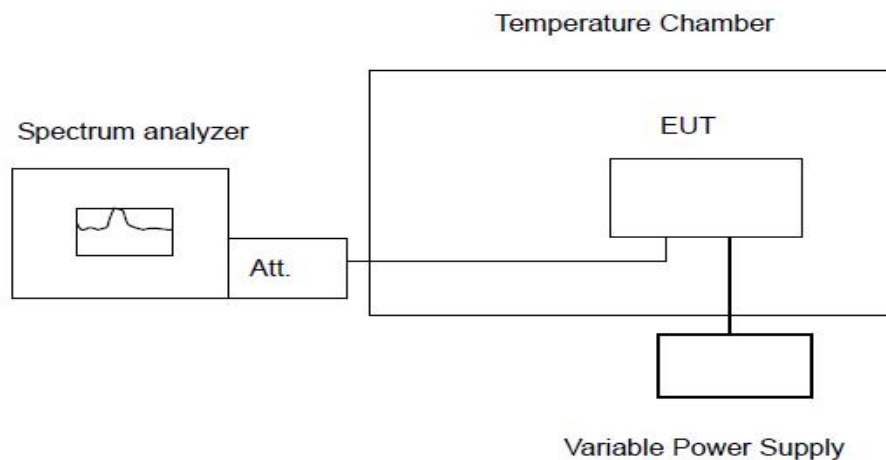 Temperature Chamber
Spectrum analyzer
EUT
Att.
Variable Power Supply